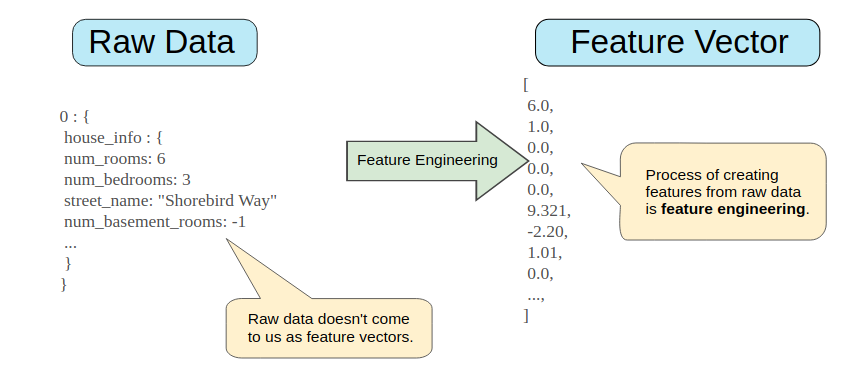 Raw Data
Feature Vector
0 : {
house_info : {
num_rooms: 6
num_bedrooms: 3
street_name: "Shorebird Way"
num_basement_rooms: -1
...
}
}
Raw data doesn't come
to us as feature vectors.
Feature Engineering
[
6.0,
1.0,
0.0,
0.0,
0.0,
9.321,
-2.20,
1.01,
0.0,
...,
]
Process of creating
features from raw data
is feature engineering.